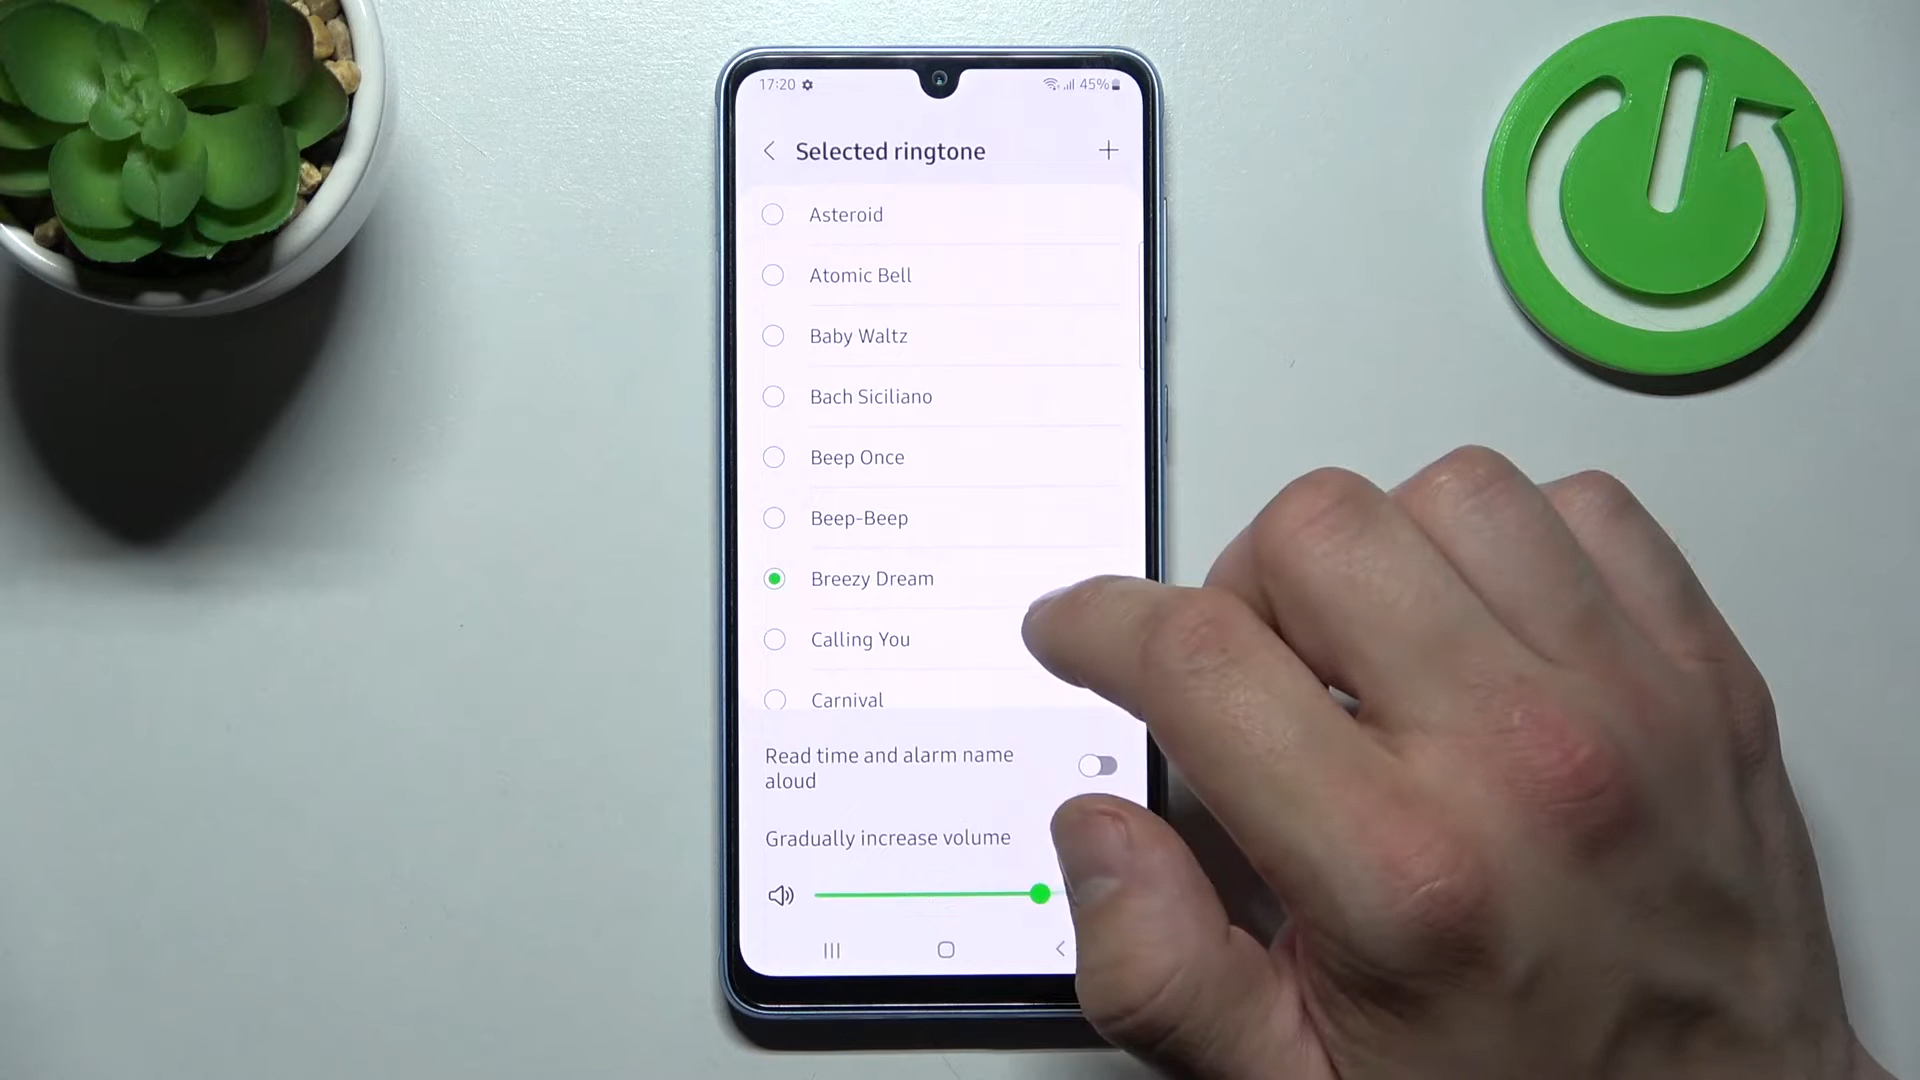 17:20 45%
Selected ringtone
Asteroid
Atomic Bell
Baby Waltz
Bach Siciliano
Beep Once
Beep-Beep
Breezy Dream
Calling You
Carnival
Read time and alarm name
aloud
Gradually increase volume